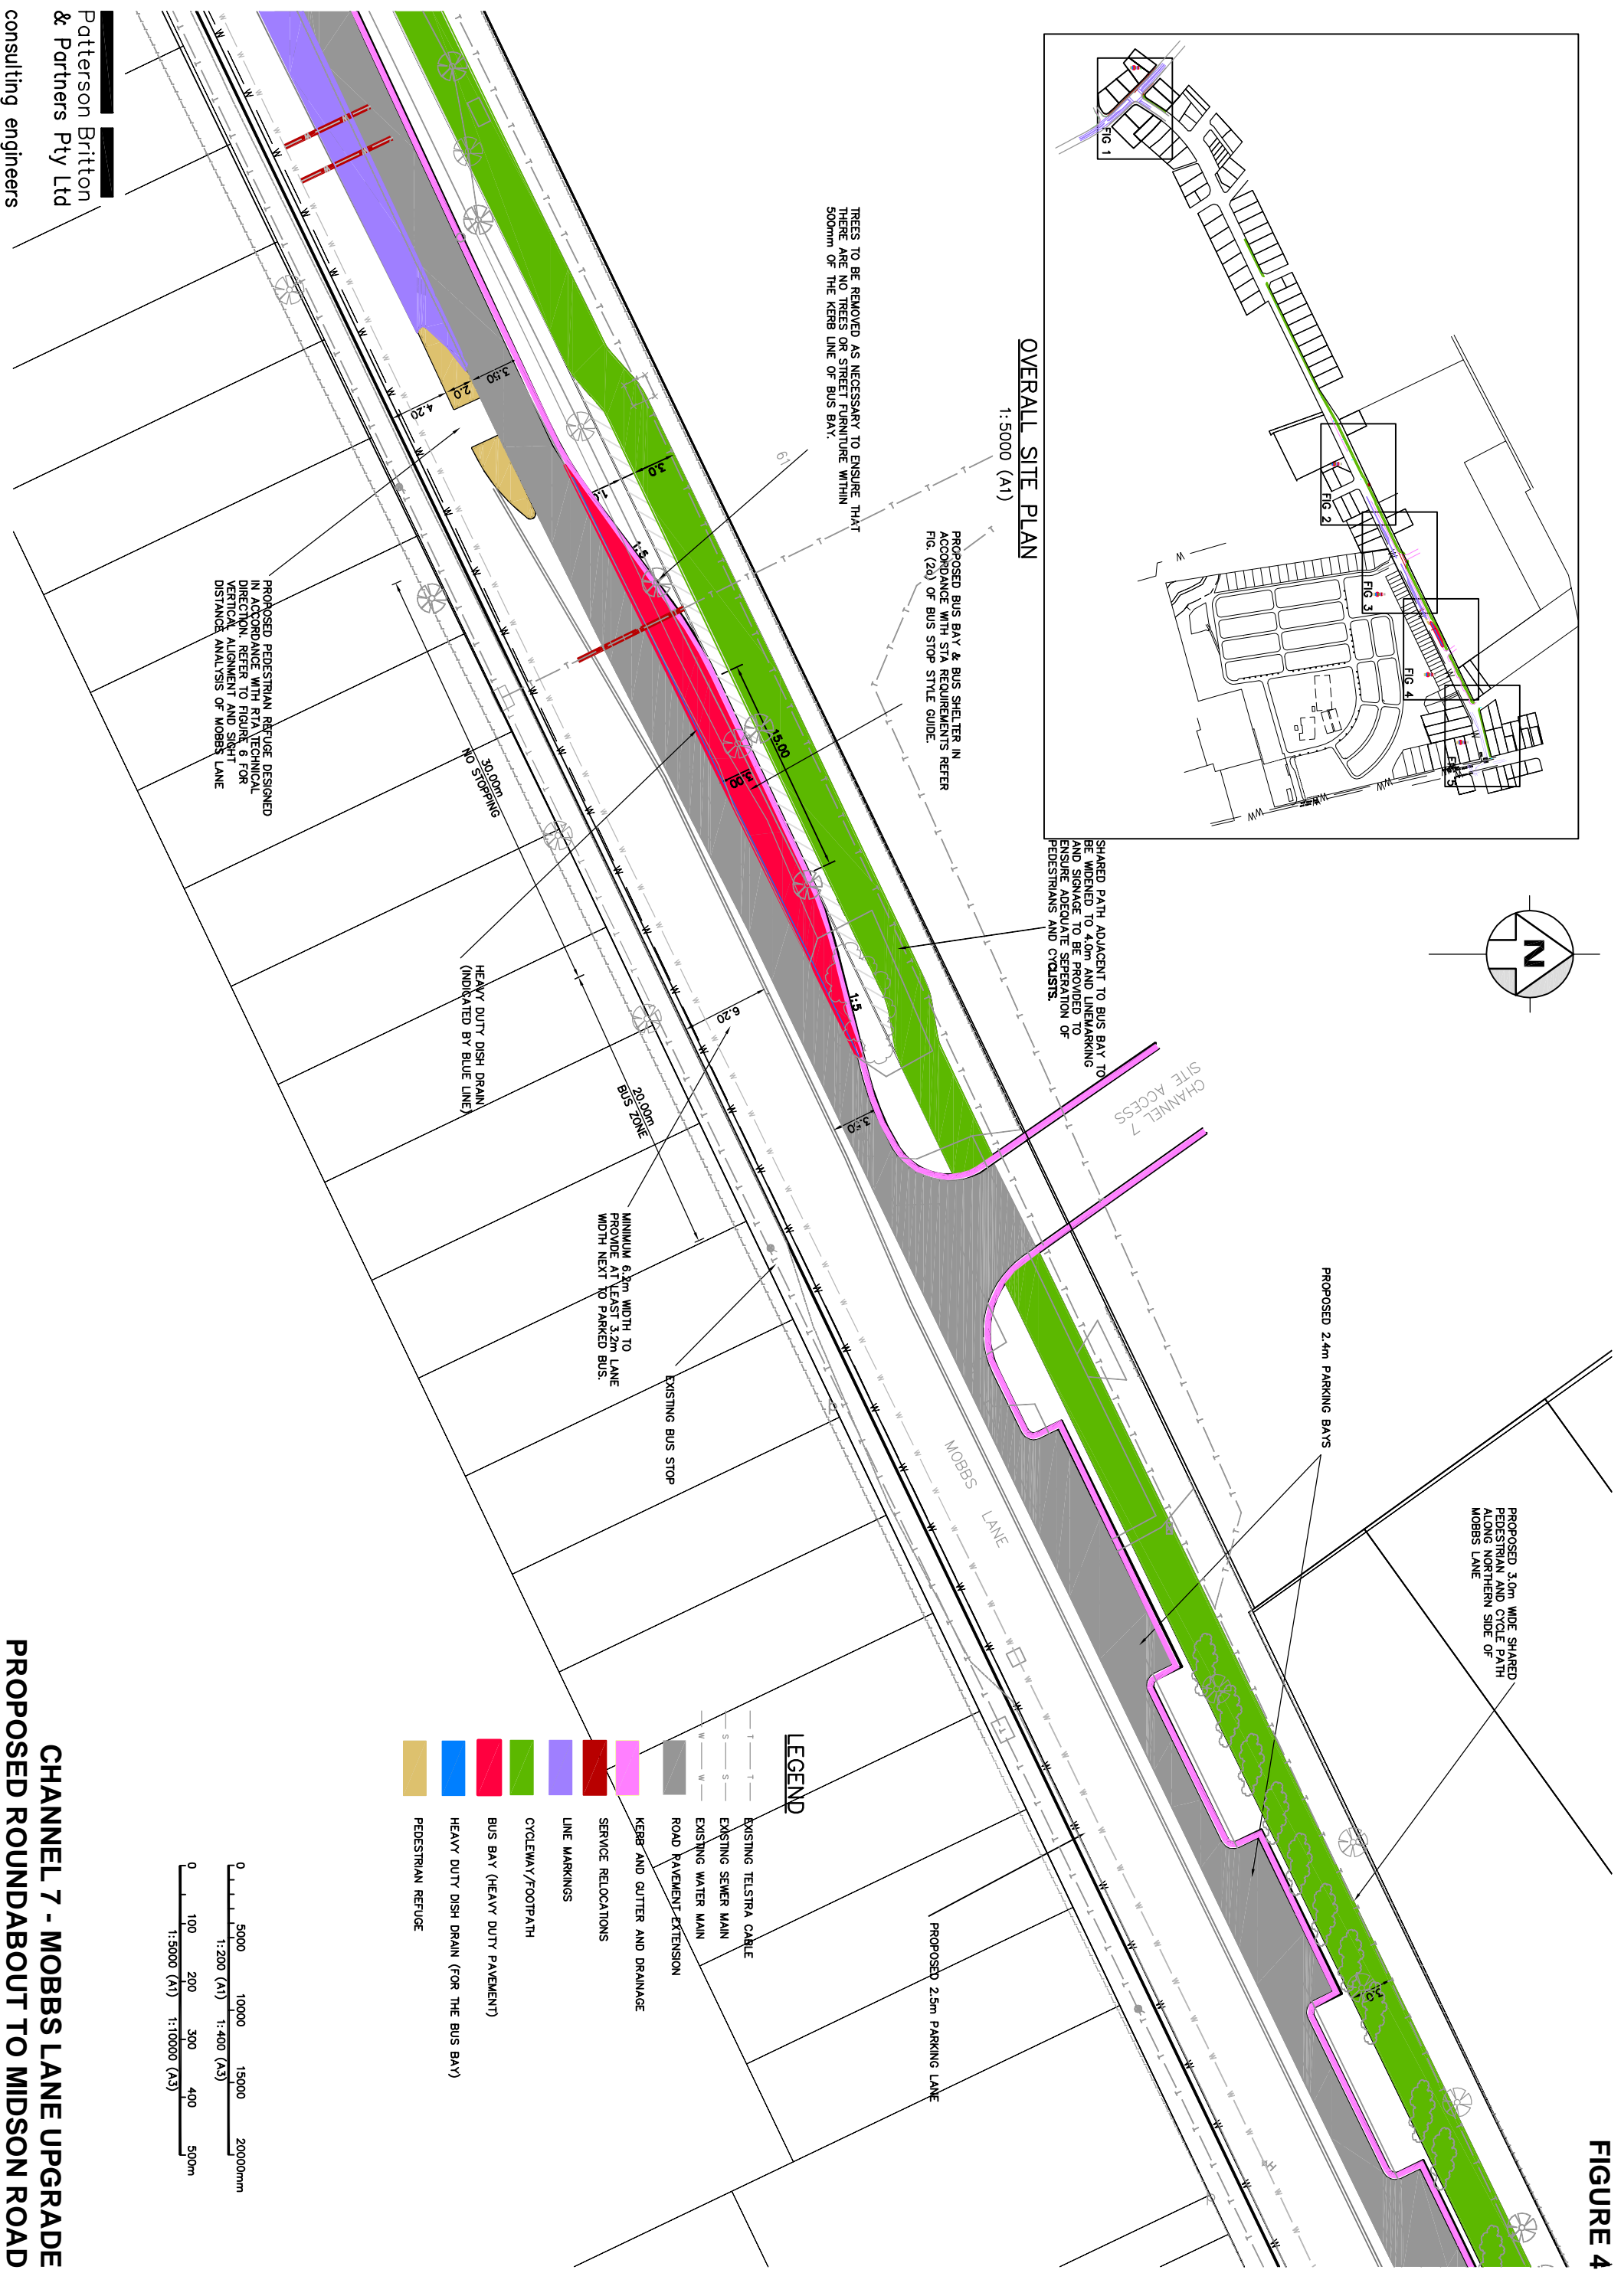 FIGURE 4
OVERALL SITE PLAN
1:5000 (A1)
FIG 1
FIG 2
FIG 3
FIG 4
FIG 5
N
PROPOSED 3.0m WIDE SHARED
PEDESTRIAN AND CYCLE PATH
ALONG NORTHERN SIDE OF
MOBBS LANE
PROPOSED 2.4m PARKING BAYS
CHANNEL 7
SITE ACCESS
SHARED PATH ADJACENT TO BUS BAY TO
BE WIDENED TO 4.0m AND LINEMARKING
AND SIGNAGE TO BE PROVIDED TO
ENSURE ADEQUATE SEPERATION OF
PEDESTRIANS AND CYCLISTS.
PROPOSED BUS BAY & BUS SHELTER IN
ACCORDANCE WITH STA REQUIREMENTS REFER
FIG. (2a) OF BUS STOP STYLE GUIDE.
TREES TO BE REMOVED AS NECESSARY TO ENSURE THAT
THERE ARE NO TREES OR STREET FURNITURE WITHIN
500mm OF THE KERB LINE OF BUS BAY.
61
3.0
1:5
15.00
3.00
1:5
3.50
3.50
2.0
4.20
6.20
3.0
MOBBS LANE
PROPOSED PEDESTRIAN REFUGE DESIGNED
IN ACCORDANCE WITH RTA TECHNICAL
DIRECTION. REFER TO FIGURE 6 FOR
VERTICAL ALIGNMENT AND SIGHT
DISTANCE ANALYSIS OF MOBBS LANE
30.00m
NO STOPPING
HEAVY DUTY DISH DRAIN
(INDICATED BY BLUE LINE)
20.00m
BUS ZONE
MINIMUM 6.2m WIDTH TO
PROVIDE AT LEAST 3.2m LANE
WIDTH NEXT TO PARKED BUS.
EXISTING BUS STOP
PROPOSED 2.5m PARKING LANE
LEGEND
EXISTING TELSTRA CABLE
EXISTING SEWER MAIN
EXISTING WATER MAIN
ROAD PAVEMENT EXTENSION
KERB AND GUTTER AND DRAINAGE
SERVICE RELOCATIONS
LINE MARKINGS
CYCLEWAY/FOOTPATH
BUS BAY (HEAVY DUTY PAVEMENT)
HEAVY DUTY DISH DRAIN (FOR THE BUS BAY)
PEDESTRIAN REFUGE
0 5000 10000 15000 20000mm
1:200 (A1) 1:400 (A3)
0 100 200 300 400 500m
1:5000 (A1) 1:10000 (A3)
Patterson Britton
& Partners Pty Ltd
consulting engineers
CHANNEL 7 - MOBBS LANE UPGRADE
PROPOSED ROUNDABOUT TO MIDSON ROAD